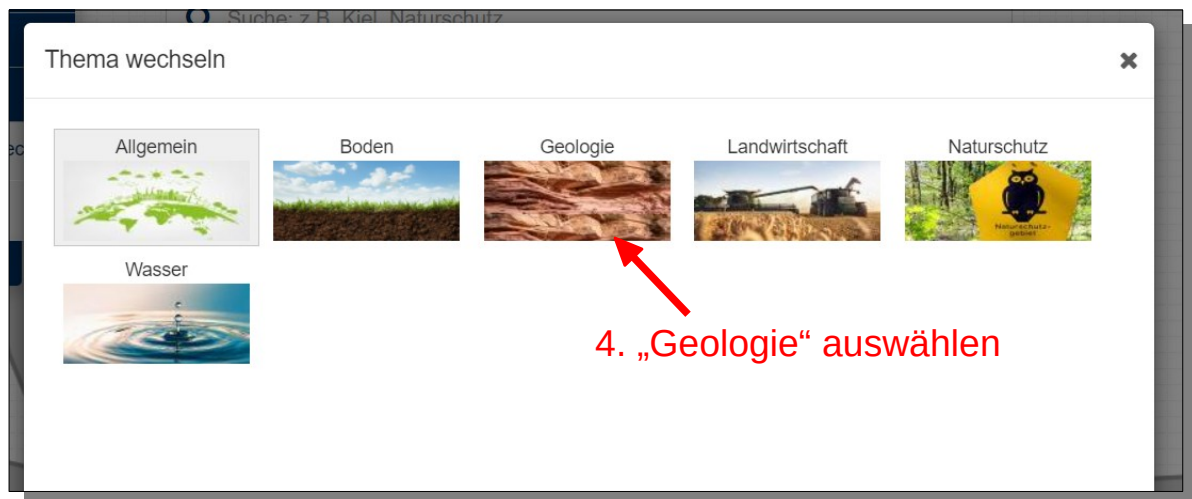 Suche: z.B. Kiel, Naturschutz
Thema wechseln
Allgemein
Boden
Geologie
Landwirtschaft
Naturschutz
Naturschutz-
gebiet
Wasser
4. „Geologie“ auswählen